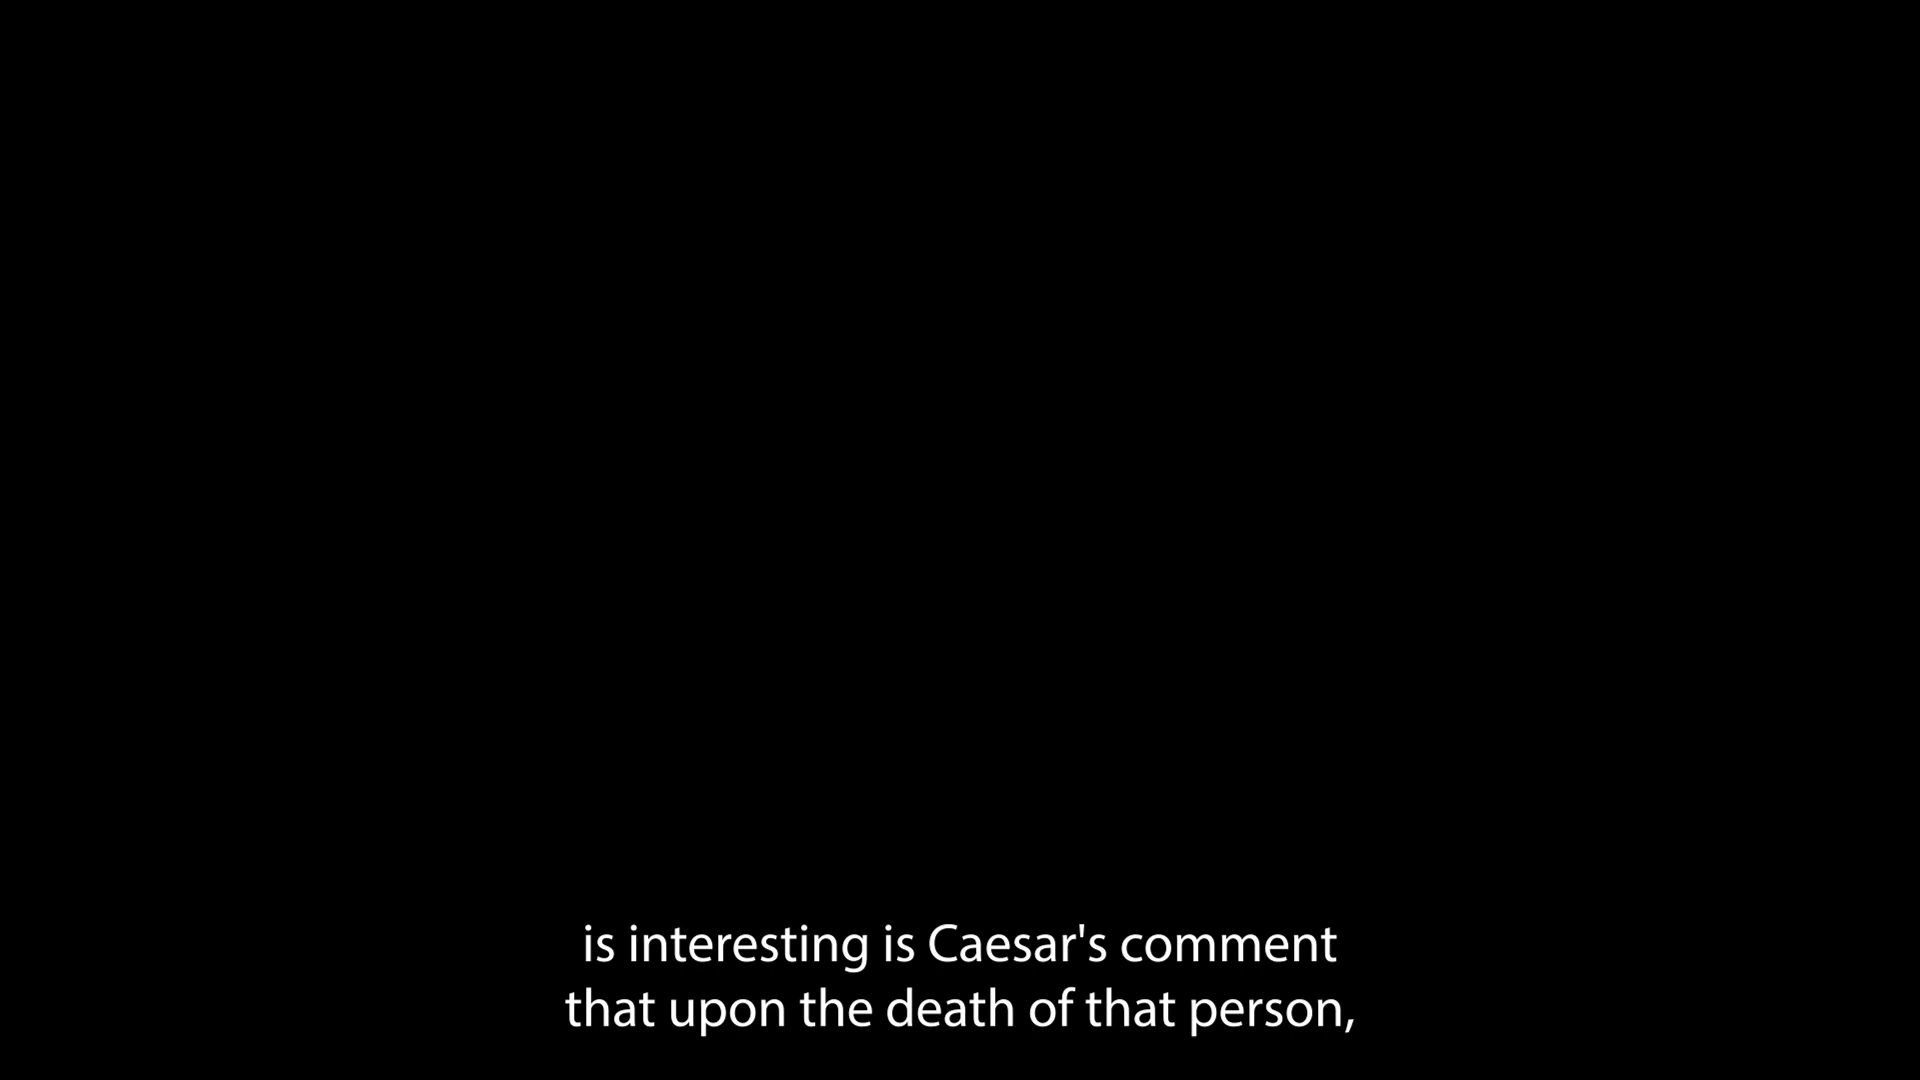 is interesting is Caesar's comment
that upon the death of that person,